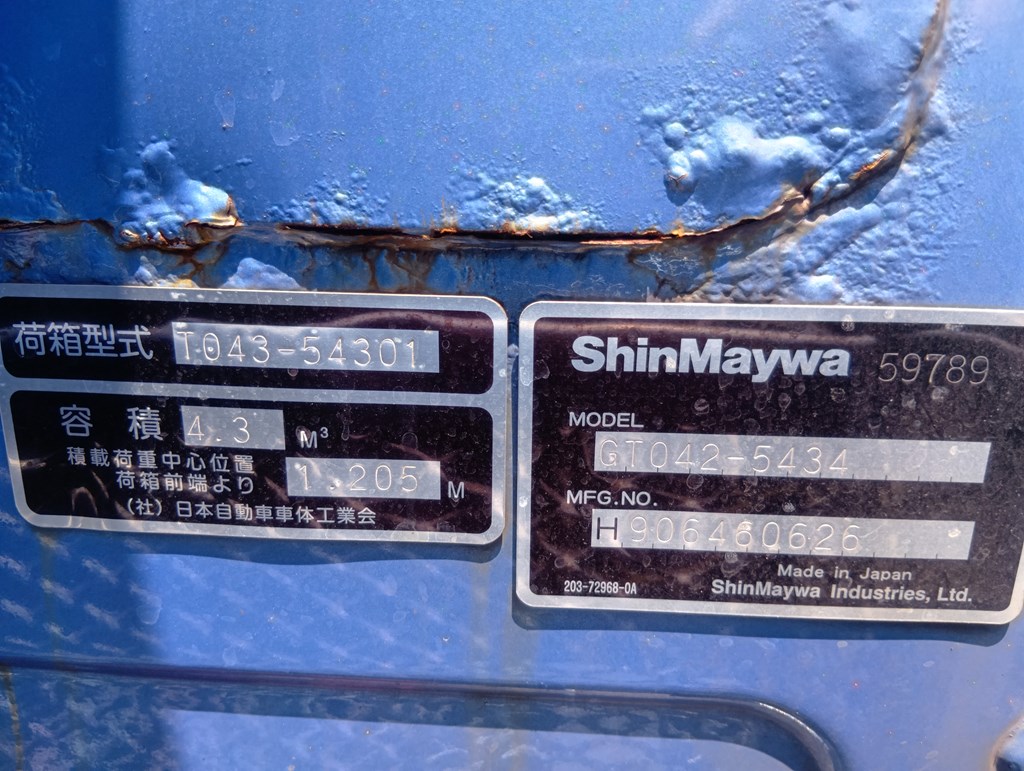 荷箱型式 T043-54301
容積 4.3 M³
積載荷重中心位置
荷箱前端より 1.205 M
(社)日本自動車車体工業会
ShinMaywa 59789
MODEL
GT042-5434
MFG.NO.
H906460626
Made in Japan
203-72968-0A ShinMaywa Industries, Ltd.